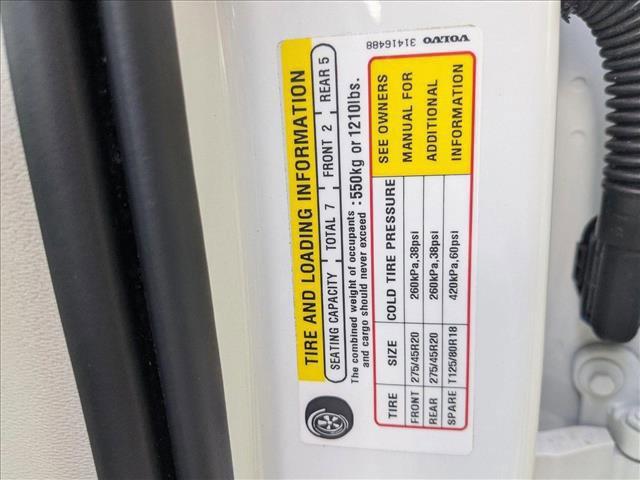 TIRE AND LOADING INFORMATION
SEATING CAPACITY TOTAL 7 FRONT 2 REAR 5
The combined weight of occupants
and cargo should never exceed : 550kg or 1210lbs.
TIRE SIZE COLD TIRE PRESSURE SEE OWNERS
FRONT 275/45R20 260kPa,38psi MANUAL FOR
REAR 275/45R20 260kPa,38psi ADDITIONAL
SPARE T125/80R18 420kPa,60psi INFORMATION
VOLVO
31416488